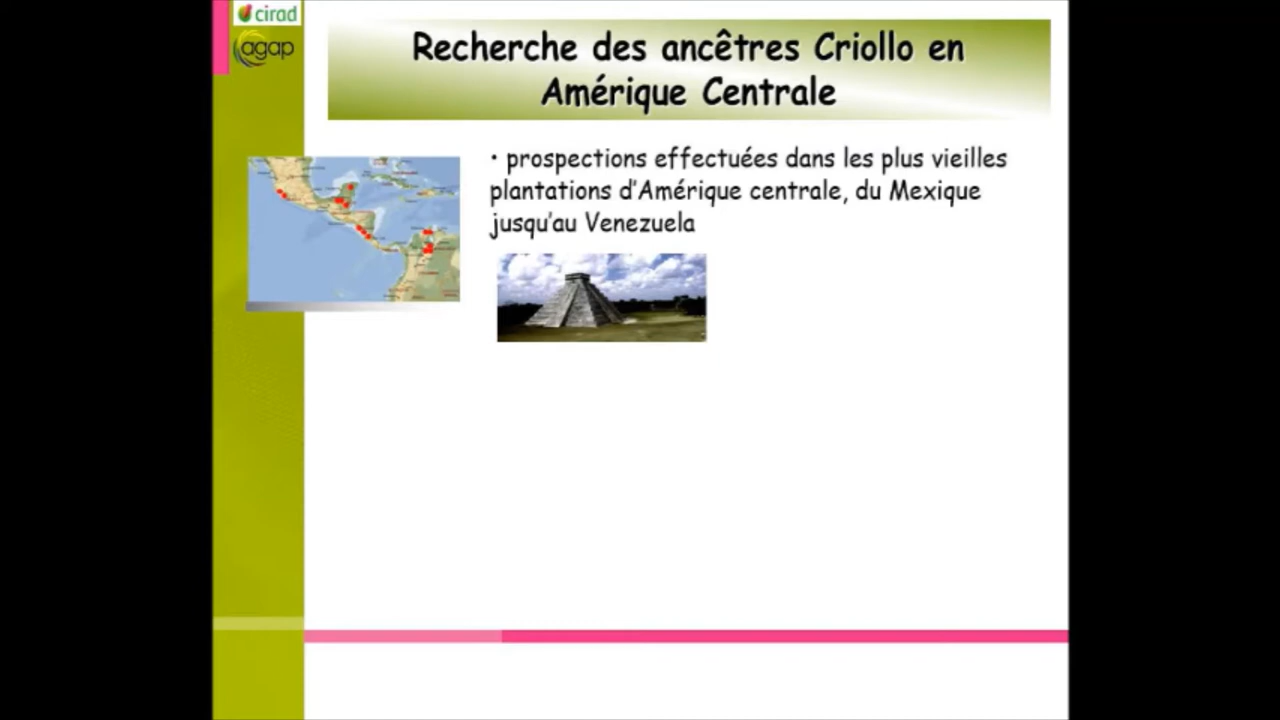 cirad
agap
Recherche des ancêtres Criollo en
Amérique Centrale
• prospections effectuées dans les plus vieilles
plantations d'Amérique centrale, du Mexique
jusqu'au Venezuela